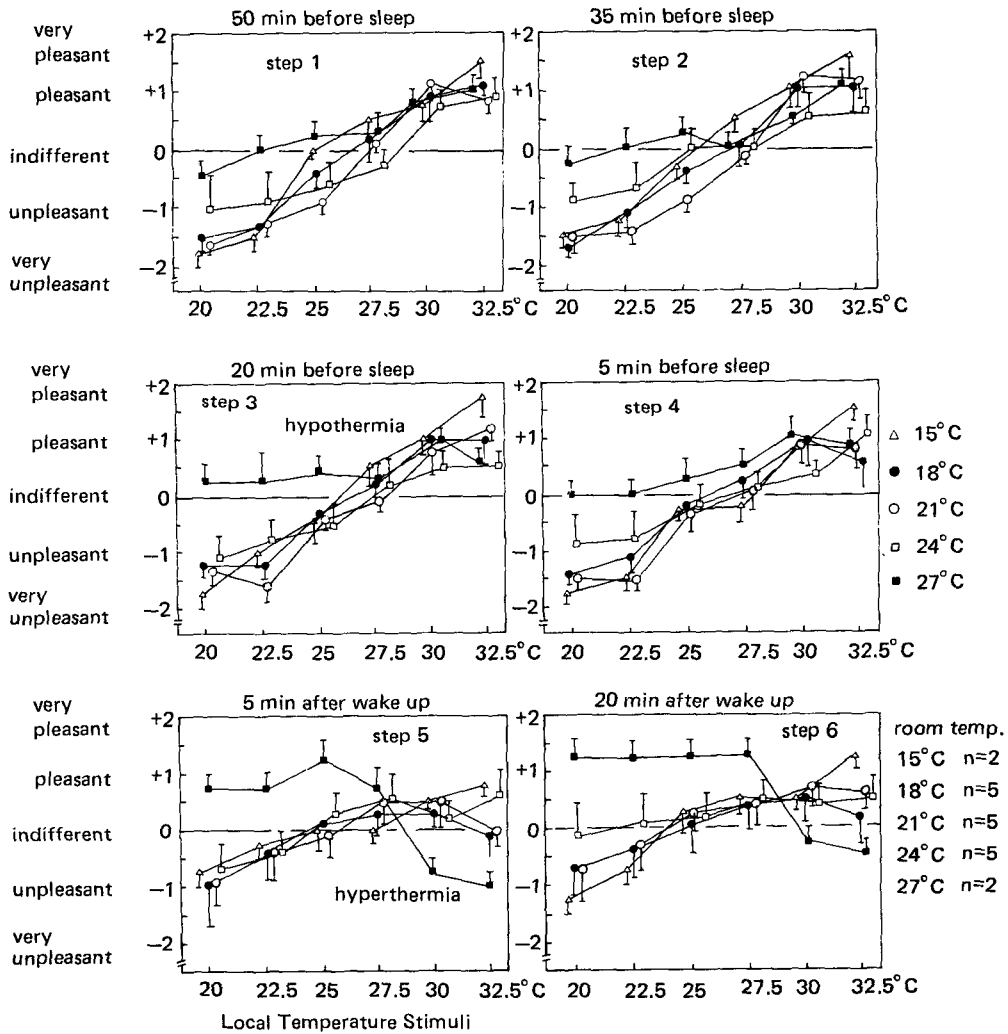 50 min before sleep
35 min before sleep
very
pleasant
pleasant
indifferent
unpleasant
very
unpleasant
+2
+1
0
−1
−2
step 1
20 22.5 25 27.5 30 32.5°C
+2
+1
0
−1
−2
step 2
20 22.5 25 27.5 30 32.5°C
20 min before sleep
5 min before sleep
very
pleasant
pleasant
indifferent
unpleasant
very
unpleasant
+2
+1
0
−1
−2
step 3
hypothermia
20 22.5 25 27.5 30 32.5°C
+2
+1
0
−1
−2
step 4
20 22.5 25 27.5 30 32.5°C
15°C
18°C
21°C
24°C
27°C
5 min after wake up
20 min after wake up
very
pleasant
pleasant
indifferent
unpleasant
very
unpleasant
+2
+1
0
−1
−2
step 5
hyperthermia
20 22.5 25 27.5 30 32.5°C
+2
+1
0
−1
−2
step 6
20 22.5 25 27.5 30 32.5°C
room temp.
15°C n=2
18°C n=5
21°C n=5
24°C n=5
27°C n=2
Local Temperature Stimuli